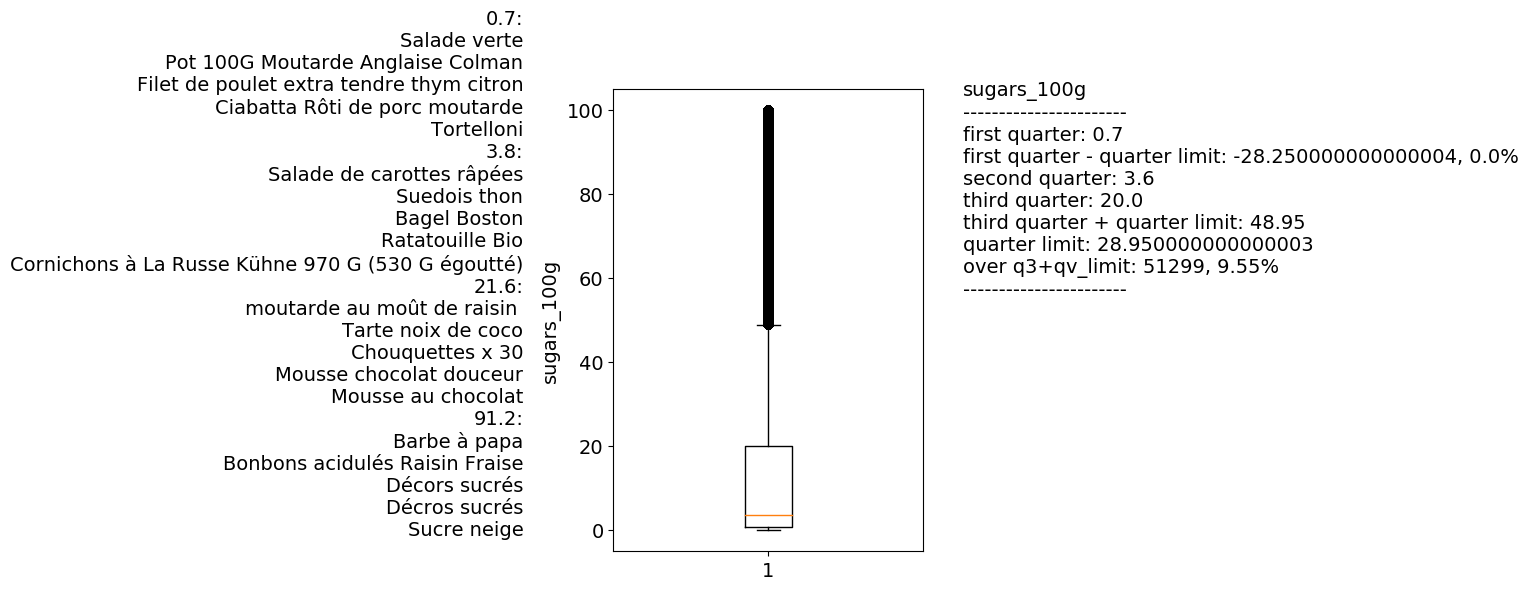 0.7:
Salade verte
Pot 100G Moutarde Anglaise Colman
Filet de poulet extra tendre thym citron
Ciabatta Rôti de porc moutarde
Tortelloni
3.8:
Salade de carottes râpées
Suedois thon
Bagel Boston
Ratatouille Bio
Cornichons à La Russe Kühne 970 G (530 G égoutté)
21.6:
moutarde au moût de raisin
Tarte noix de coco
Chouquettes x 30
Mousse chocolat douceur
Mousse au chocolat
91.2:
Barbe à papa
Bonbons acidulés Raisin Fraise
Décors sucrés
Décros sucrés
Sucre neige
sugars_100g
100
80
60
40
20
0
1
sugars_100g
-----------------------
first quarter: 0.7
first quarter - quarter limit: -28.250000000000004, 0.0%
second quarter: 3.6
third quarter: 20.0
third quarter + quarter limit: 48.95
quarter limit: 28.950000000000003
over q3+qv_limit: 51299, 9.55%
-----------------------